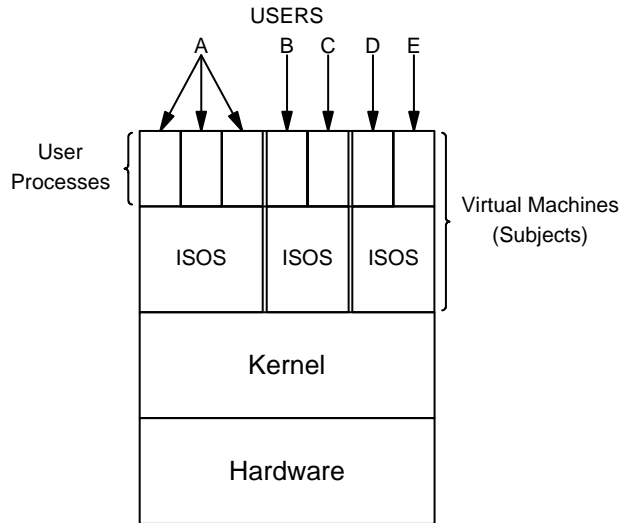 USERS
A B C D E
User
Processes
Virtual Machines
(Subjects)
ISOS ISOS ISOS
Kernel
Hardware